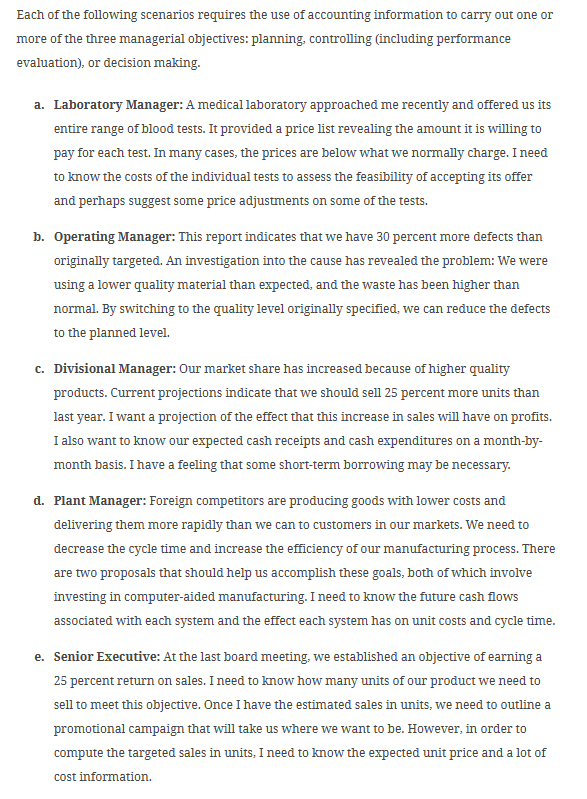 Each of the following scenarios requires the use of accounting information to carry out one or
more of the three managerial objectives: planning, controlling (including performance
evaluation), or decision making.
a. Laboratory Manager: A medical laboratory approached me recently and offered us its
entire range of blood tests. It provided a price list revealing the amount it is willing to
pay for each test. In many cases, the prices are below what we normally charge. I need
to know the costs of the individual tests to assess the feasibility of accepting its offer
and perhaps suggest some price adjustments on some of the tests.
b. Operating Manager: This report indicates that we have 30 percent more defects than
originally targeted. An investigation into the cause has revealed the problem: We were
using a lower quality material than expected, and the waste has been higher than
normal. By switching to the quality level originally specified, we can reduce the defects
to the planned level.
c. Divisional Manager: Our market share has increased because of higher quality
products. Current projections indicate that we should sell 25 percent more units than
last year. I want a projection of the effect that this increase in sales will have on profits.
I also want to know our expected cash receipts and cash expenditures on a month-by-
month basis. I have a feeling that some short-term borrowing may be necessary.
d. Plant Manager: Foreign competitors are producing goods with lower costs and
delivering them more rapidly than we can to customers in our markets. We need to
decrease the cycle time and increase the efficiency of our manufacturing process. There
are two proposals that should help us accomplish these goals, both of which involve
investing in computer-aided manufacturing. I need to know the future cash flows
associated with each system and the effect each system has on unit costs and cycle time.
e. Senior Executive: At the last board meeting, we established an objective of earning a
25 percent return on sales. I need to know how many units of our product we need to
sell to meet this objective. Once I have the estimated sales in units, we need to outline a
promotional campaign that will take us where we want to be. However, in order to
compute the targeted sales in units, I need to know the expected unit price and a lot of
cost information.